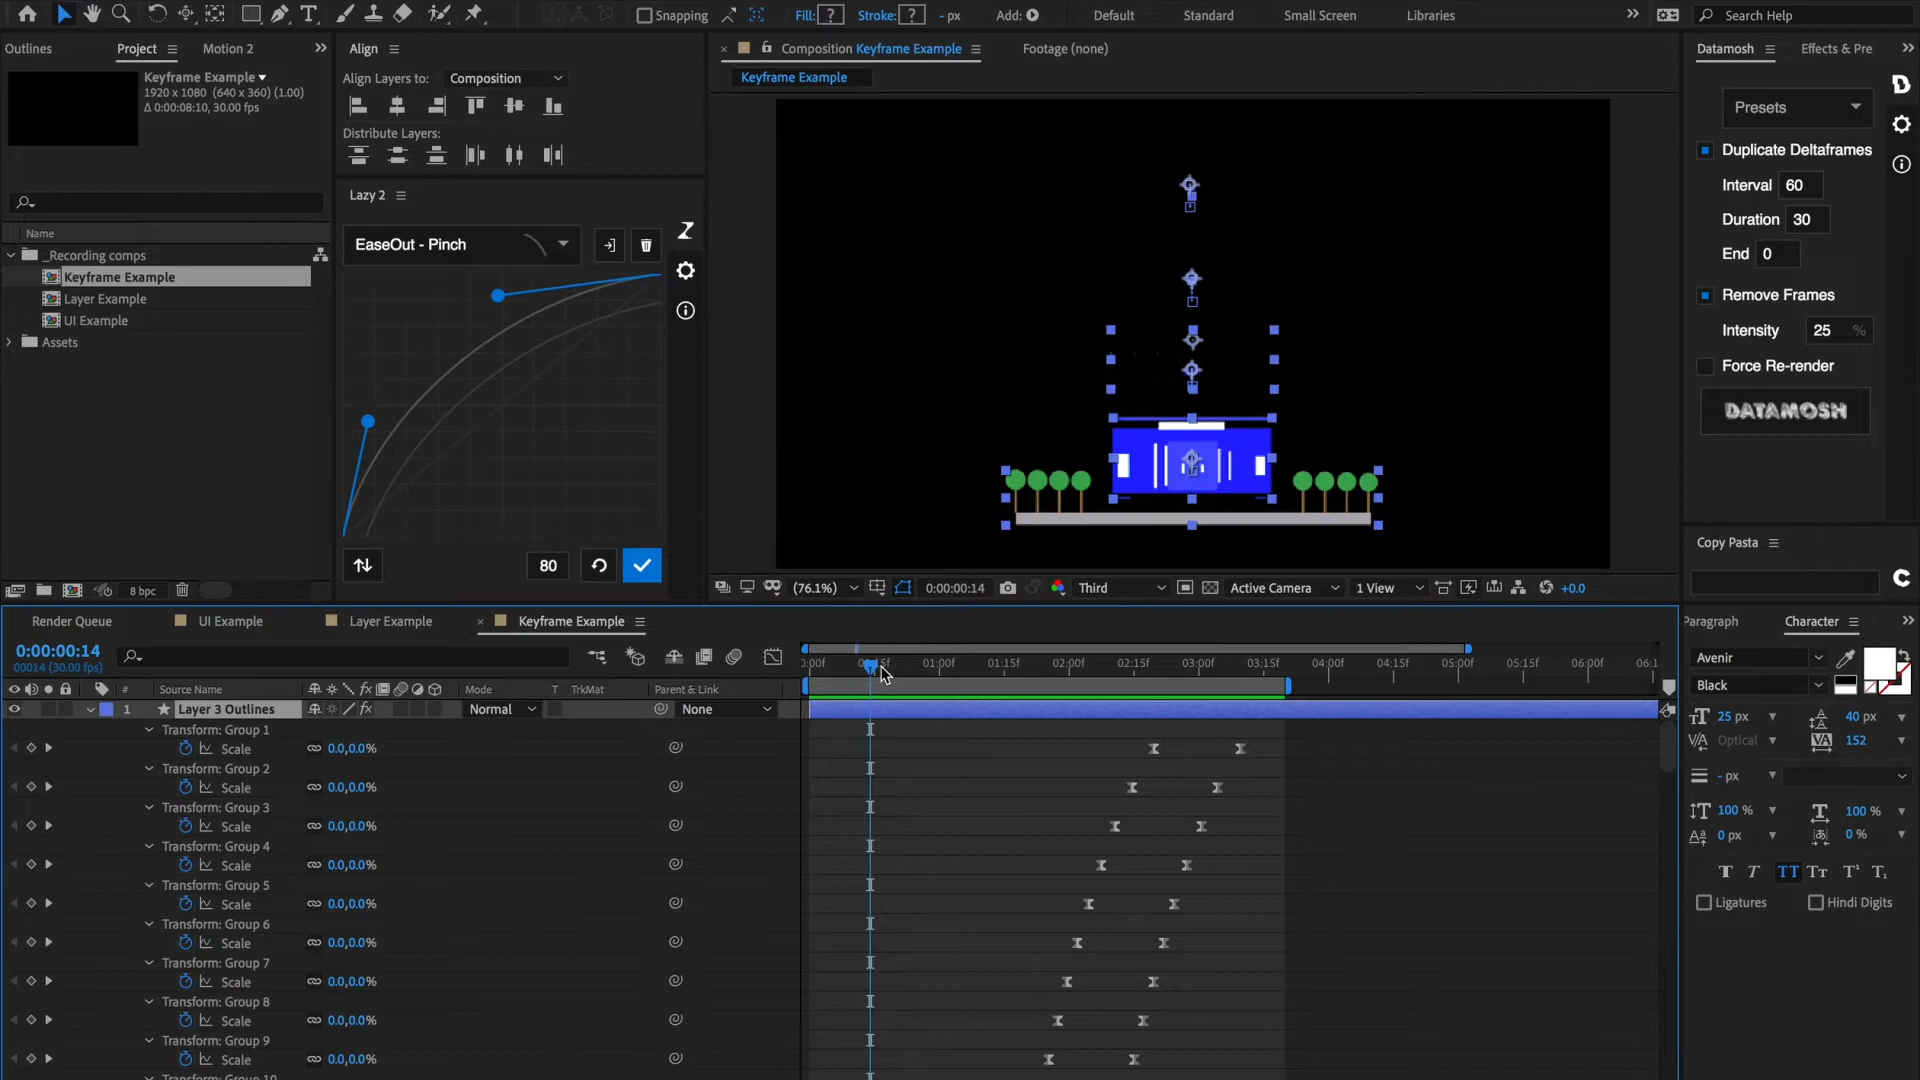 Snapping
Fill: ?
Stroke: ?
- px
Add:
Default
Standard
Small Screen
Libraries
Search Help
Outlines
Project
Motion 2
Keyframe Example
1920 x 1080 (640 x 360) (1.00)
Δ 0:00:08:10, 30.00 fps
Name
_Recording comps
Keyframe Example
Layer Example
UI Example
Assets
8 bpc
Align
Align Layers to:
Composition
Distribute Layers:
Lazy 2
EaseOut - Pinch
80
Composition Keyframe Example
Footage (none)
Keyframe Example
(76.1%)
0:00:00:14
Third
Active Camera
1 View
+0.0
Datamosh
Effects & Pre
Presets
Duplicate Deltaframes
Interval 60
Duration 30
End 0
Remove Frames
Intensity 25 %
Force Re-render
DATAMOSH
Copy Pasta
Render Queue
UI Example
Layer Example
Keyframe Example
0:00:00:14
00014 (30.00 fps)
#
Source Name
Mode
T
TrkMat
Parent & Link
1 Layer 3 Outlines
Normal
None
Transform: Group 1
Scale 0.0,0.0%
Transform: Group 2
Scale 0.0,0.0%
Transform: Group 3
Scale 0.0,0.0%
Transform: Group 4
Scale 0.0,0.0%
Transform: Group 5
Scale 0.0,0.0%
Transform: Group 6
Scale 0.0,0.0%
Transform: Group 7
Scale 0.0,0.0%
Transform: Group 8
Scale 0.0,0.0%
Transform: Group 9
Scale 0.0,0.0%
Transform: Group 10
:00f
01:00f
01:15f
02:00f
02:15f
03:00f
03:15f
04:00f
04:15f
05:00f
05:15f
06:00f
06:1
Paragraph
Character
Avenir
Black
25 px
40 px
Optical
152
- px
100 %
100 %
0 px
0 %
Ligatures
Hindi Digits